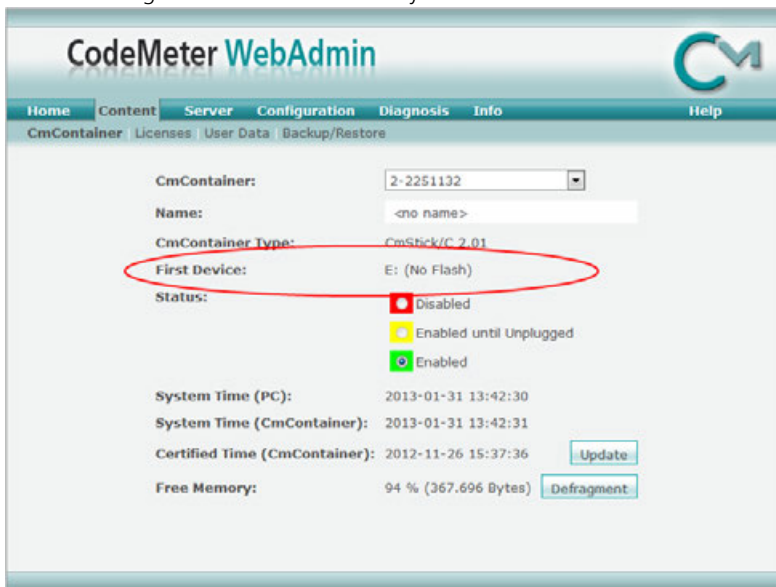 CodeMeter WebAdmin
CM
Home Content Server Configuration Diagnosis Info Help
CmContainer | Licenses | User Data | Backup/Restore
CmContainer: 2-2251132
Name: <no name>
CmContainer Type: CmStick/C 2.01
First Device: E: (No Flash)
Status: Disabled
Enabled until Unplugged
Enabled
System Time (PC): 2013-01-31 13:42:30
System Time (CmContainer): 2013-01-31 13:42:31
Certified Time (CmContainer): 2012-11-26 15:37:36 Update
Free Memory: 94 % (367.696 Bytes) Defragment